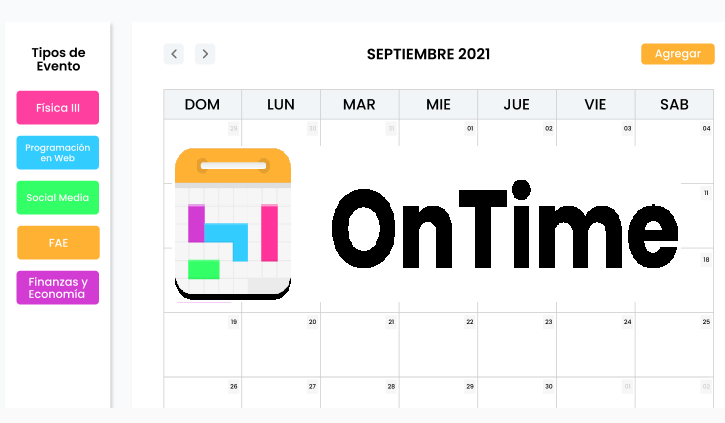 Tipos de
Evento
Física III
Programación
en Web
Social Media
FAE
Finanzas y
Economía
SEPTIEMBRE 2021
Agregar
DOM LUN MAR MIE JUE VIE SAB
29 30 31 01 02 03 04
OnTime
11
18
19 20 21 22 23 24 25
26 27 28 29 30 01 02